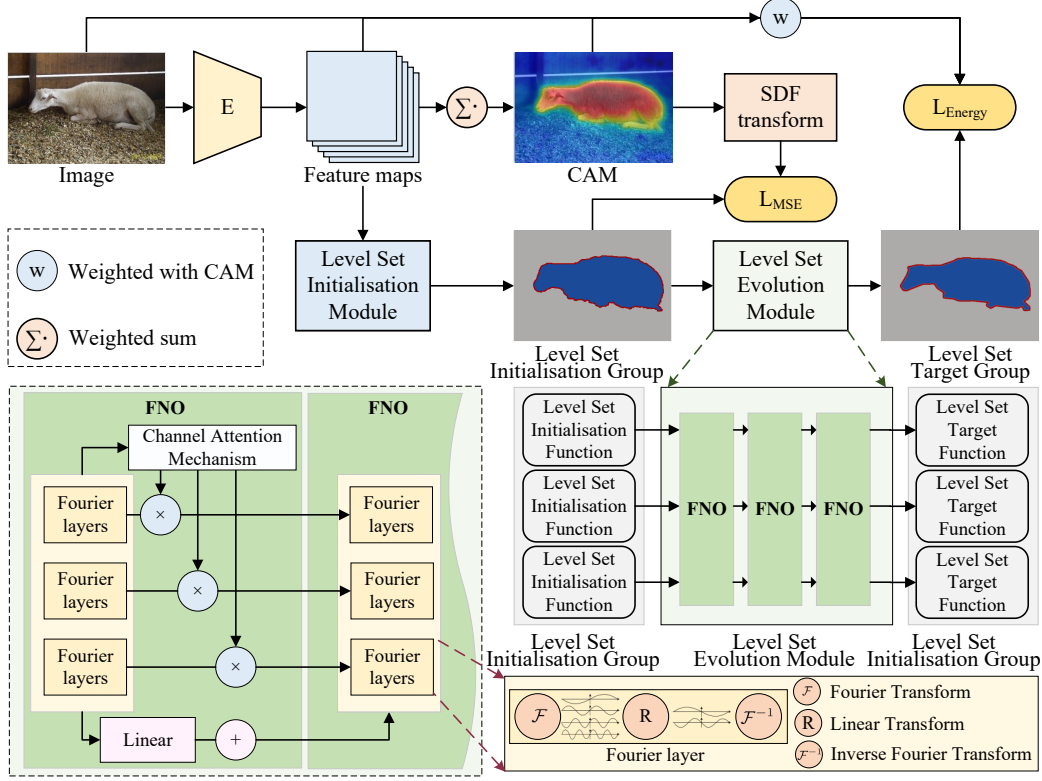 w
E
Σ·
SDF
transform
L_Energy
Image
Feature maps
CAM
L_MSE
w
Weighted with CAM
Σ·
Weighted sum
Level Set
Initialisation
Module
Level Set
Evolution
Module
Level Set
Initialisation Group
Level Set
Target Group
FNO
FNO
Channel Attention
Mechanism
Fourier
layers
×
Fourier
layers
Fourier
layers
×
Fourier
layers
Fourier
layers
×
Fourier
layers
Linear
+
Level Set
Initialisation
Function
Level Set
Initialisation
Function
Level Set
Initialisation
Function
FNO
FNO
FNO
Level Set
Target
Function
Level Set
Target
Function
Level Set
Target
Function
Level Set
Initialisation Group
Level Set
Evolution Module
Level Set
Initialisation Group
ℱ
R
ℱ⁻¹
Fourier layer
ℱ Fourier Transform
R Linear Transform
ℱ⁻¹ Inverse Fourier Transform